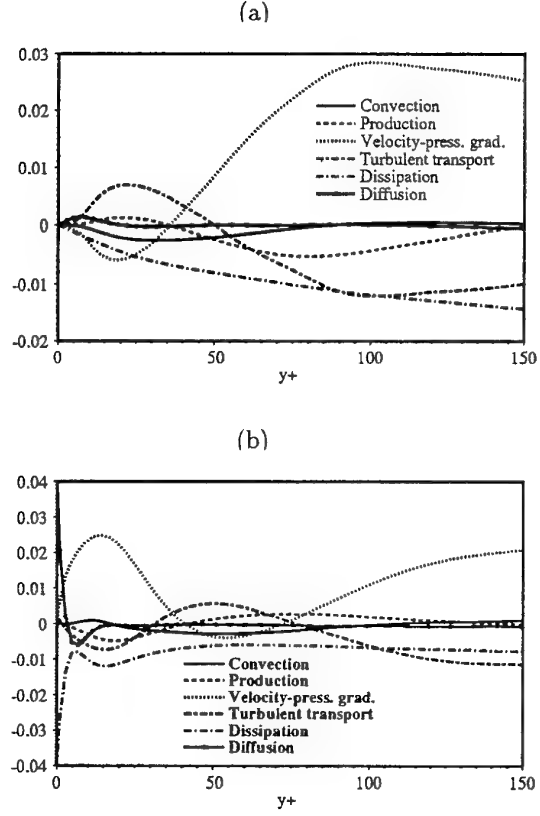 (a)
0.03
0.02
0.01
0
-0.01
-0.02
Convection
Production
Velocity-press. grad.
Turbulent transport
Dissipation
Diffusion
0 50 100 150
y+
(b)
0.04
0.03
0.02
0.01
0
-0.01
-0.02
-0.03
-0.04
Convection
Production
Velocity-press. grad.
Turbulent transport
Dissipation
Diffusion
0 50 100 150
y+